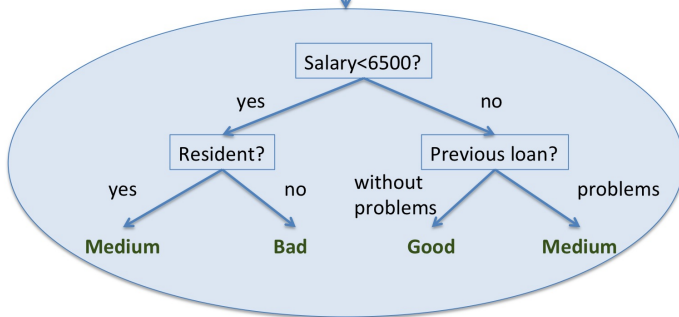 Salary<6500?
yes
no
Resident?
Previous loan?
yes
no
without
problems
problems
Medium
Bad
Good
Medium